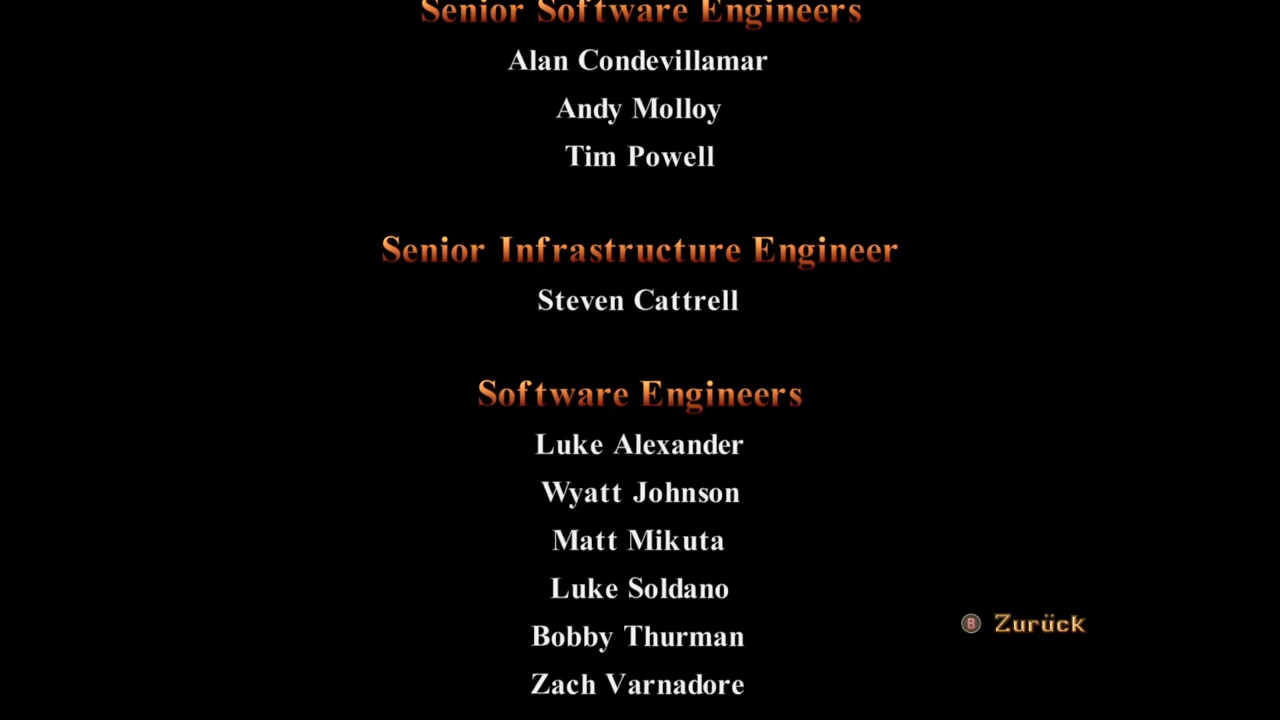 Senior Software Engineers
Alan Condevillamar
Andy Molloy
Tim Powell
Senior Infrastructure Engineer
Steven Cattrell
Software Engineers
Luke Alexander
Wyatt Johnson
Matt Mikuta
Luke Soldano
B Zurück
Bobby Thurman
Zach Varnadore